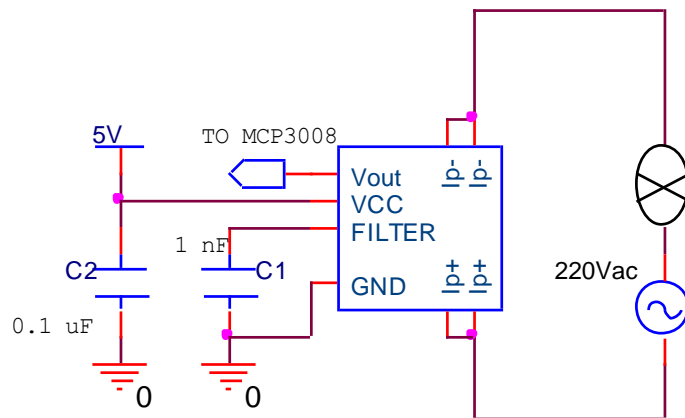 5V
TO MCP3008
Vout
VCC
FILTER
GND
Ip-
Ip-
Ip+
Ip+
1 nF
C2
C1
0.1 uF
0
0
220Vac